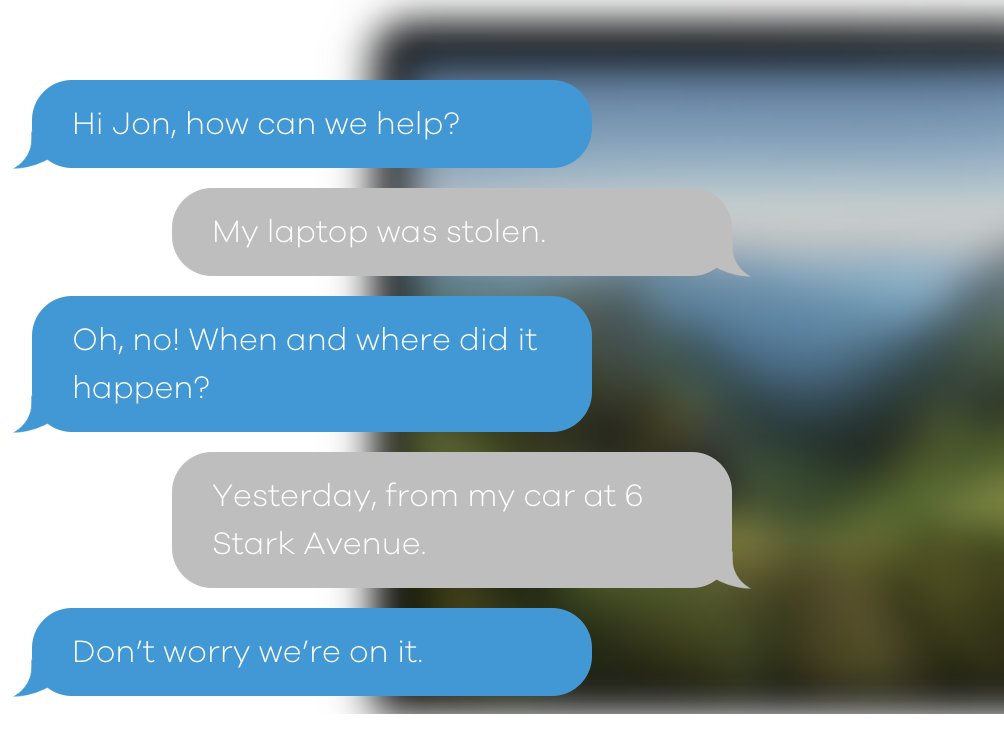 Hi Jon, how can we help?
My laptop was stolen.
Oh, no! When and where did it
happen?
Yesterday, from my car at 6
Stark Avenue.
Don’t worry we’re on it.